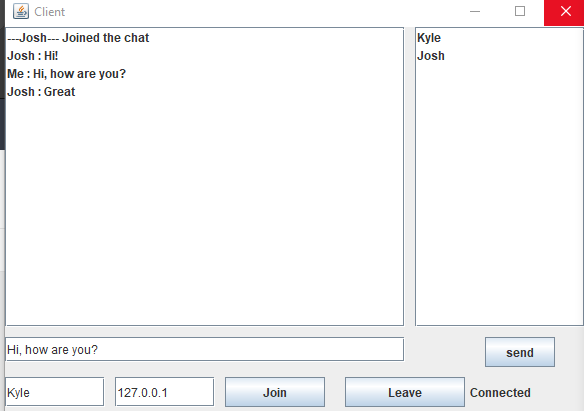 Client
---Josh--- Joined the chat
Josh : Hi!
Me : Hi, how are you?
Josh : Great
Kyle
Josh
Hi, how are you?
send
Kyle
127.0.0.1
Join
Leave
Connected